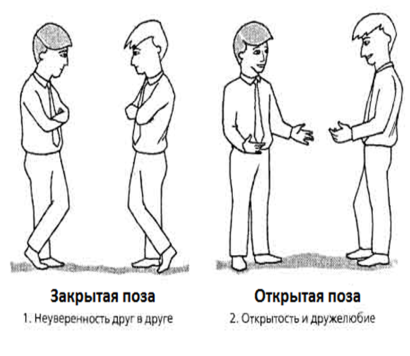 Закрытая поза
1. Неуверенность друг в друге
Открытая поза
2. Открытость и дружелюбие